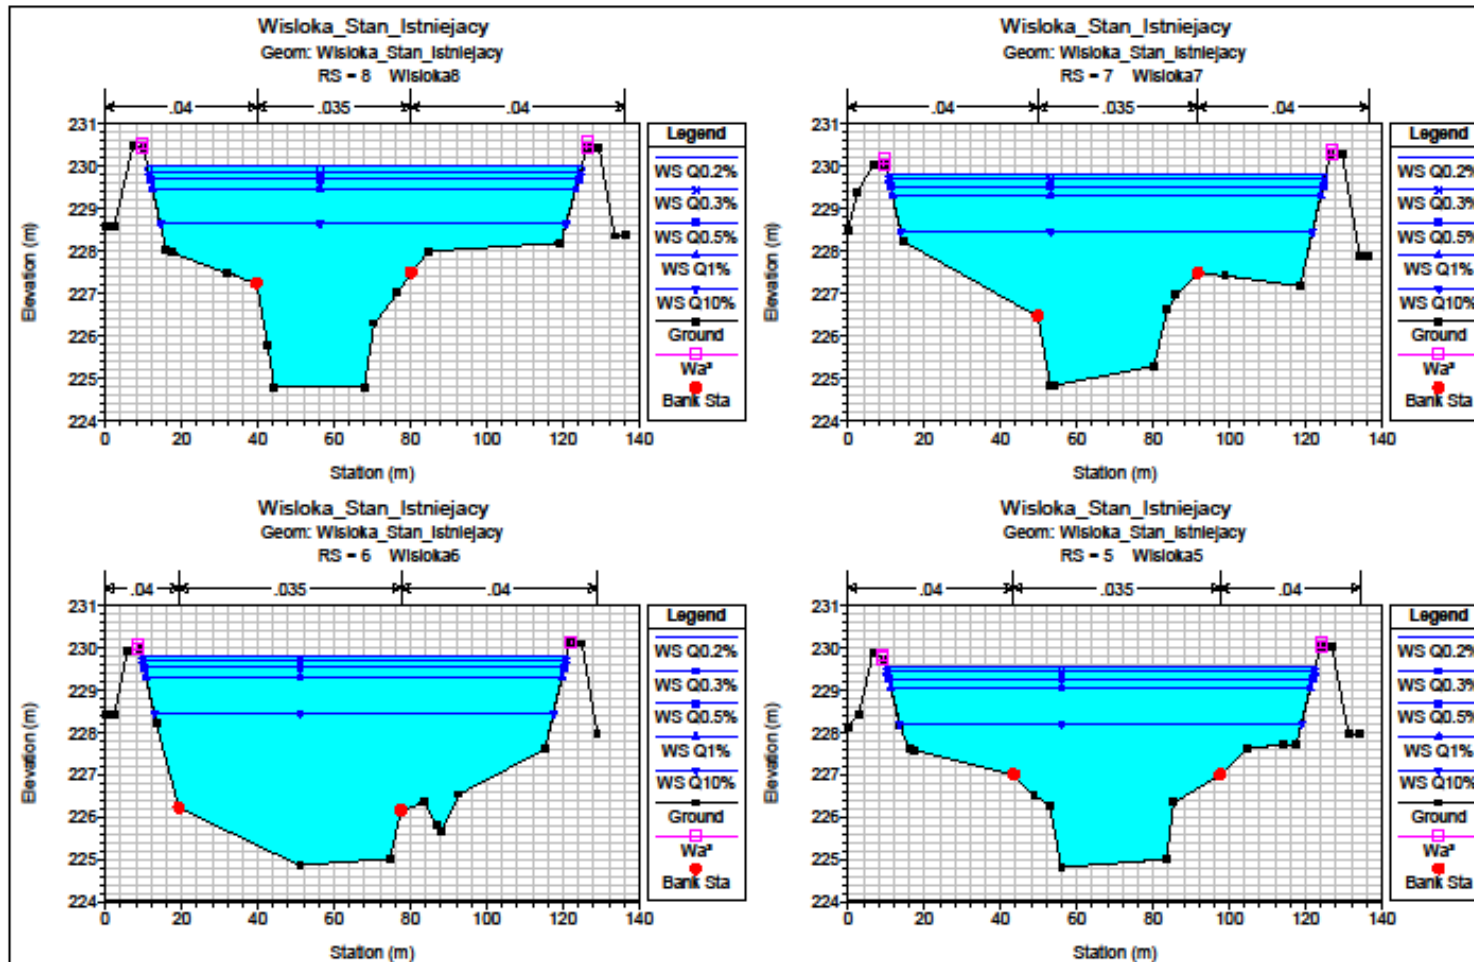 Wisloka_Stan_Istniejacy
Geom: Wisloka_Stan_Istniejacy
RS = 8 Wisloka8
.04 .035 .04
231
230
229
228
227
226
225
224
Elevation (m)
0 20 40 60 80 100 120 140
Station (m)
Legend
WS Q0.2%
WS Q0.3%
WS Q0.5%
WS Q1%
WS Q10%
Ground
Wa³
Bank Sta
Wisloka_Stan_Istniejacy
Geom: Wisloka_Stan_Istniejacy
RS = 7 Wisloka7
.04 .035 .04
231
230
229
228
227
226
225
224
Elevation (m)
0 20 40 60 80 100 120 140
Station (m)
Legend
WS Q0.2%
WS Q0.3%
WS Q0.5%
WS Q1%
WS Q10%
Ground
Wa³
Bank Sta
Wisloka_Stan_Istniejacy
Geom: Wisloka_Stan_Istniejacy
RS = 6 Wisloka6
.04 .035 .04
231
230
229
228
227
226
225
224
Elevation (m)
0 20 40 60 80 100 120 140
Station (m)
Legend
WS Q0.2%
WS Q0.3%
WS Q0.5%
WS Q1%
WS Q10%
Ground
Wa³
Bank Sta
Wisloka_Stan_Istniejacy
Geom: Wisloka_Stan_Istniejacy
RS = 5 Wisloka5
.04 .035 .04
231
230
229
228
227
226
225
224
Elevation (m)
0 20 40 60 80 100 120 140
Station (m)
Legend
WS Q0.2%
WS Q0.3%
WS Q0.5%
WS Q1%
WS Q10%
Ground
Wa³
Bank Sta